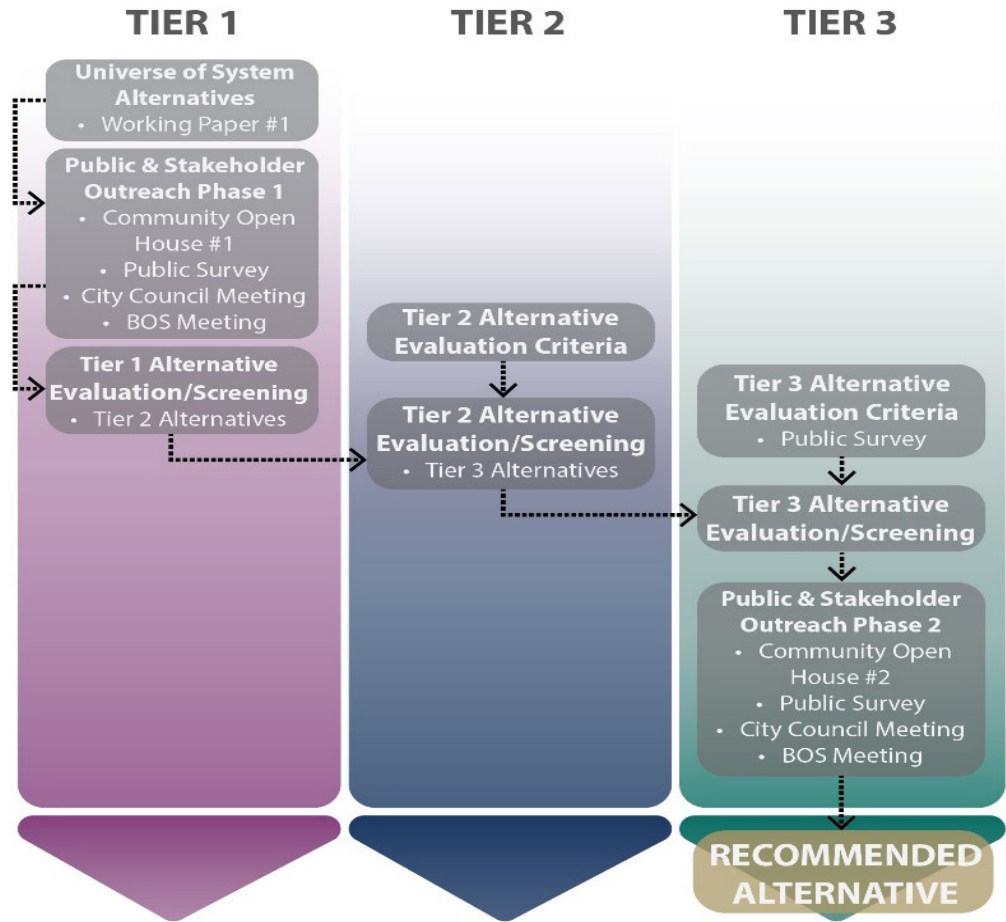 TIER 1
Universe of System
Alternatives
• Working Paper #1
Public & Stakeholder
Outreach Phase 1
• Community Open
House #1
• Public Survey
• City Council Meeting
• BOS Meeting
Tier 1 Alternative
Evaluation/Screening
• Tier 2 Alternatives
TIER 2
Tier 2 Alternative
Evaluation Criteria
Tier 2 Alternative
Evaluation/Screening
• Tier 3 Alternatives
TIER 3
Tier 3 Alternative
Evaluation Criteria
• Public Survey
Tier 3 Alternative
Evaluation/Screening
Public & Stakeholder
Outreach Phase 2
• Community Open
House #2
• Public Survey
• City Council Meeting
• BOS Meeting
RECOMMENDED
ALTERNATIVE